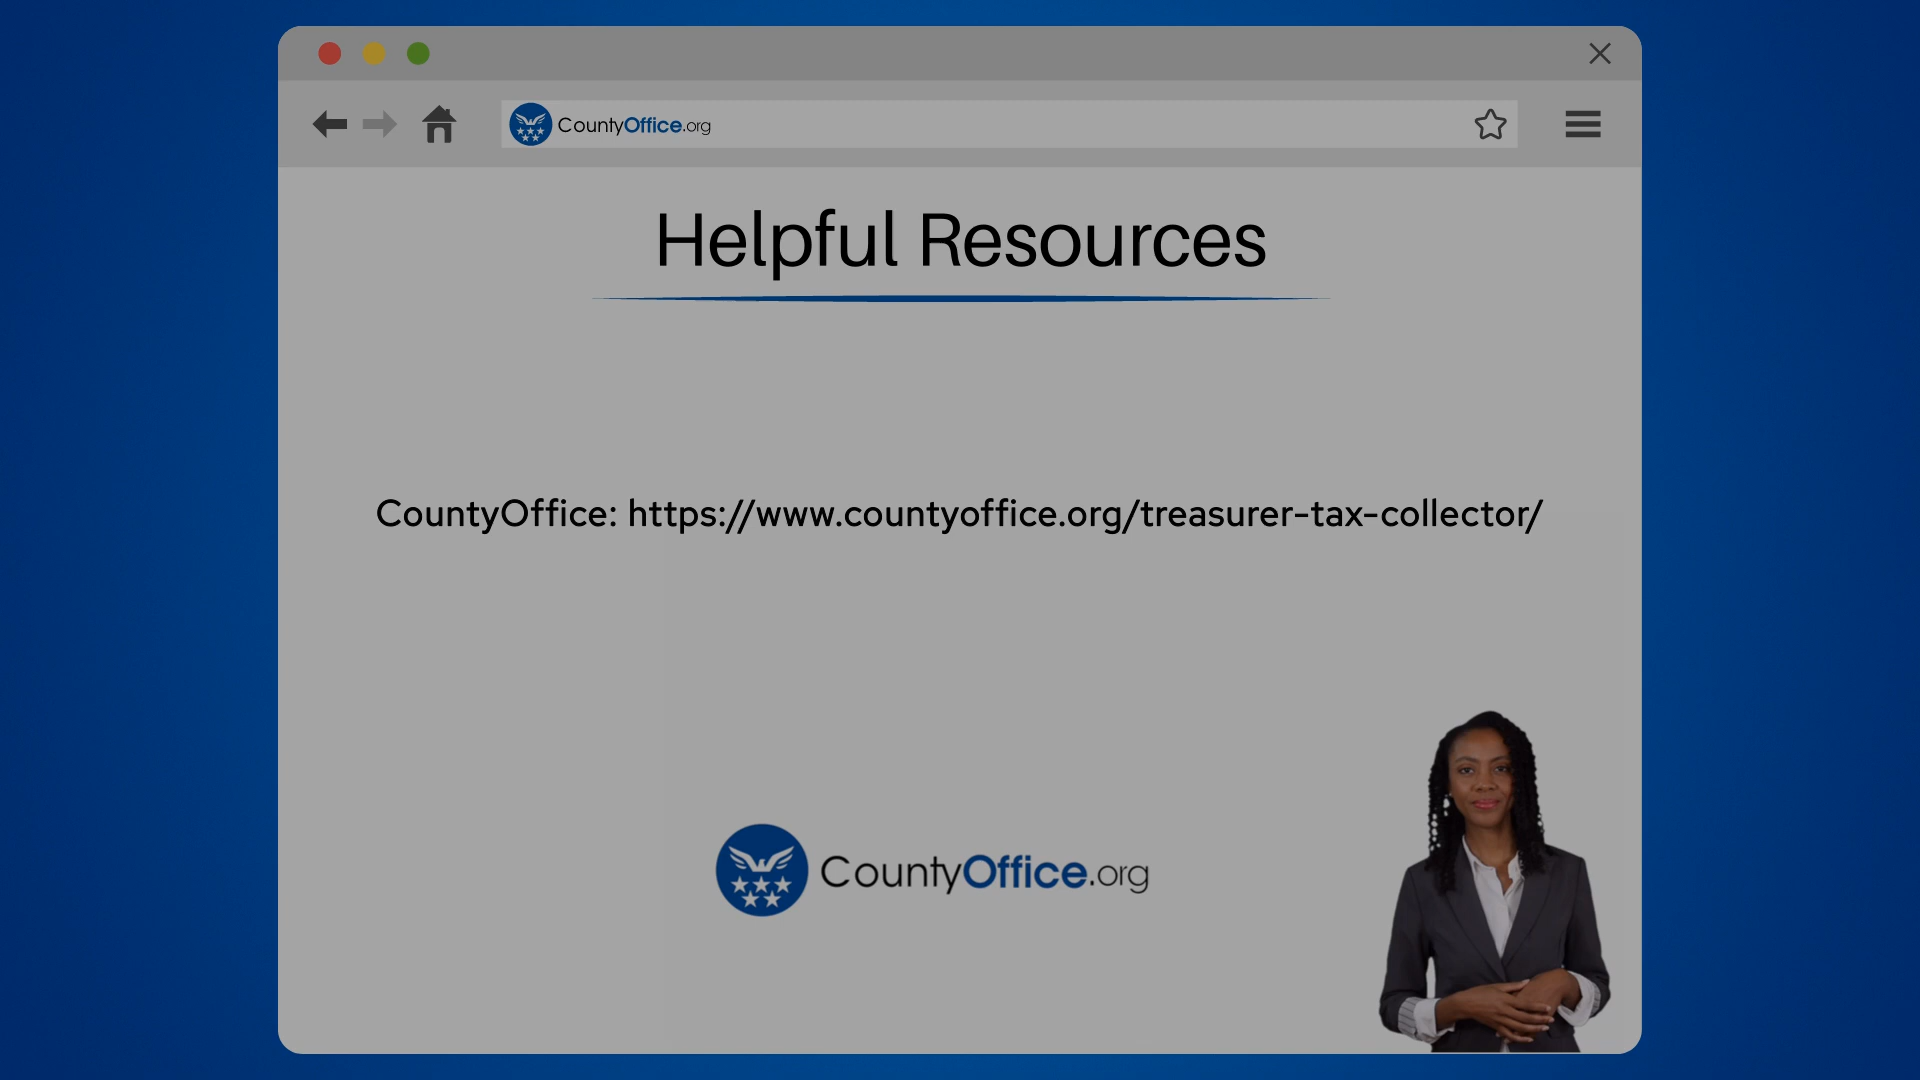 CountyOffice.org
Helpful Resources
CountyOffice: https://www.countyoffice.org/treasurer-tax-collector/
CountyOffice.org